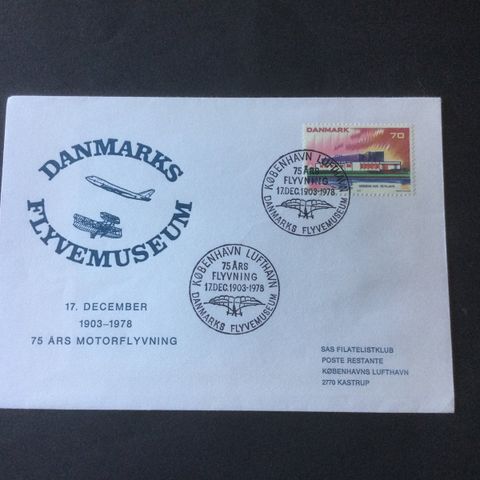 DANMARKS
FLYVEMUSEUM
17. DECEMBER
1903-1978
75 ÅRS MOTORFLYVNING
DANMARK 70
KØBENHAVN LUFTHAVN
75 ÅRS
FLYVNING
17.DEC.1903-1978
DANMARKS FLYVEMUSEUM
KØBENHAVN LUFTHAVN
75 ÅRS
FLYVNING
17.DEC.1903-1978
DANMARKS FLYVEMUSEUM
SAS FILATELISTKLUB
POSTE RESTANTE
KØBENHAVNS LUFTHAVN
2770 KASTRUP